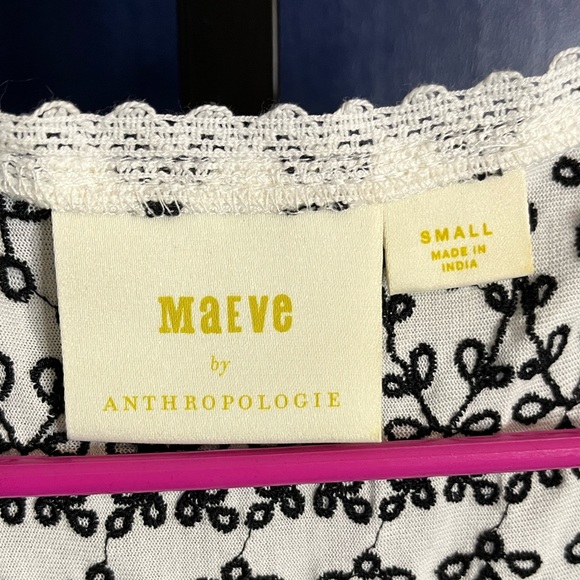 MaEVe
by
ANTHROPOLOGIE
SMALL
MADE IN
INDIA